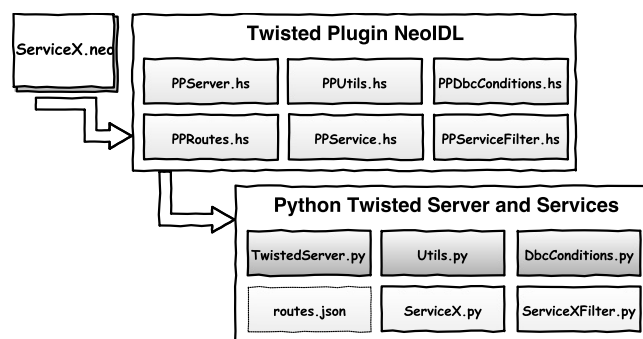 ServiceX.neo
Twisted Plugin NeoIDL
PPServer.hs
PPUtils.hs
PPDbcConditions.hs
PPRoutes.hs
PPService.hs
PPServiceFilter.hs
Python Twisted Server and Services
TwistedServer.py
Utils.py
DbcConditions.py
routes.json
ServiceX.py
ServiceXFilter.py